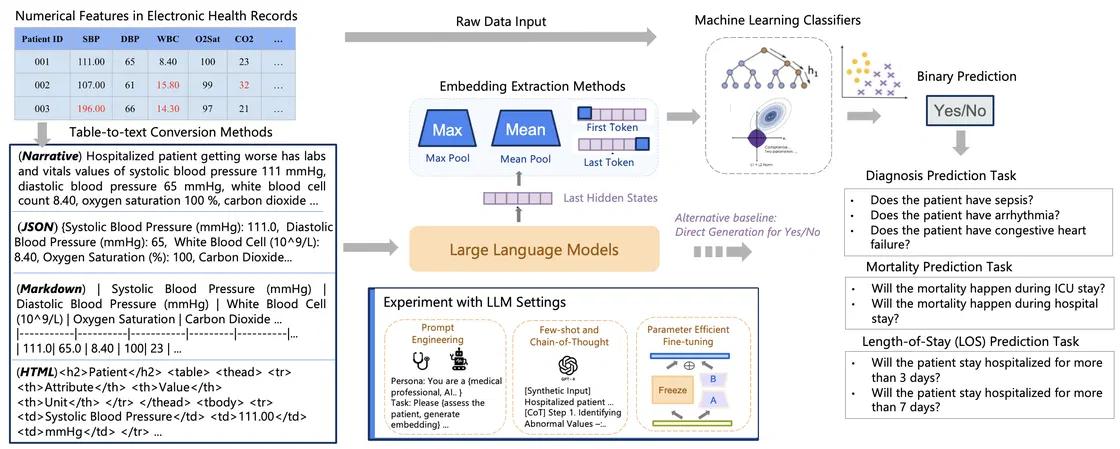 Numerical Features in Electronic Health Records
Patient ID SBP DBP WBC O2Sat CO2 ...
001 111.00 65 8.40 100 23 ...
002 107.00 61 15.80 99 32 ...
003 196.00 66 14.30 97 21 ...
Table-to-text Conversion Methods
(Narrative) Hospitalized patient getting worse has labs
and vitals values of systolic blood pressure 111 mmHg,
diastolic blood pressure 65 mmHg, white blood cell
count 8.40, oxygen saturation 100 %, carbon dioxide ...
(JSON) {Systolic Blood Pressure (mmHg): 111.0, Diastolic
Blood Pressure (mmHg): 65, White Blood Cell (10^9/L):
8.40, Oxygen Saturation (%): 100, Carbon Dioxide...
(Markdown) | Systolic Blood Pressure (mmHg) |
Diastolic Blood Pressure (mmHg) | White Blood Cell
(10^9/L) | Oxygen Saturation | Carbon Dioxide ...
|----------|----------|-----------|---------|---------|...
| 111.0| 65.0 | 8.40 | 100| 23 | ...
(HTML)<h2>Patient</h2> <table> <thead> <tr>
<th>Attribute</th> <th>Value</th>
<th>Unit</th> </tr> </thead> <tbody> <tr>
<td>Systolic Blood Pressure</td> <td>111.00</td>
<td>mmHg</td> </tr> ...
Raw Data Input
Embedding Extraction Methods
Max
Max Pool
Mean
Mean Pool
First Token
Last Token
Last Hidden States
Large Language Models
Alternative baseline:
Direct Generation for Yes/No
Experiment with LLM Settings
Prompt
Engineering
Persona: You are a {medical
professional, AI.. }
Task: Please {assess the
patient, generate
embedding} ...
Few-shot and
Chain-of-Thought
GPT-4
[Synthetic Input]
Hospitalized patient ...
[CoT] Step 1. Identifying
Abnormal Values –:..
Parameter Efficient
Fine-tuning
Freeze
B
A
Machine Learning Classifiers
h1
L1 + L2 Norm
Binary Prediction
Yes/No
Diagnosis Prediction Task
• Does the patient have sepsis?
• Does the patient have arrhythmia?
• Does the patient have congestive heart
failure?
Mortality Prediction Task
• Will the mortality happen during ICU stay?
• Will the mortality happen during hospital
stay?
Length-of-Stay (LOS) Prediction Task
• Will the patient stay hospitalized for more
than 3 days?
• Will the patient stay hospitalized for more
than 7 days?